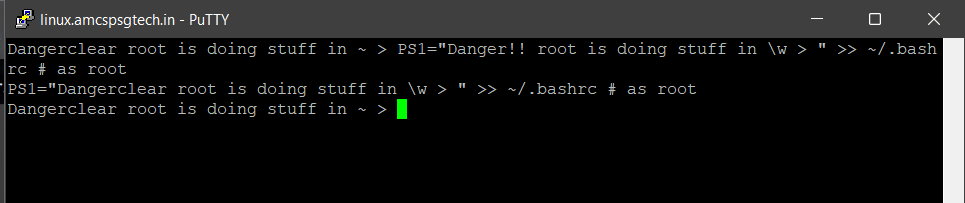 linux.amcspsgtech.in - PuTTY
Dangerclear root is doing stuff in ~ > PS1="Danger!! root is doing stuff in \w > " >> ~/.bash
rc # as root
PS1="Dangerclear root is doing stuff in \w > " >> ~/.bashrc # as root
Dangerclear root is doing stuff in ~ >